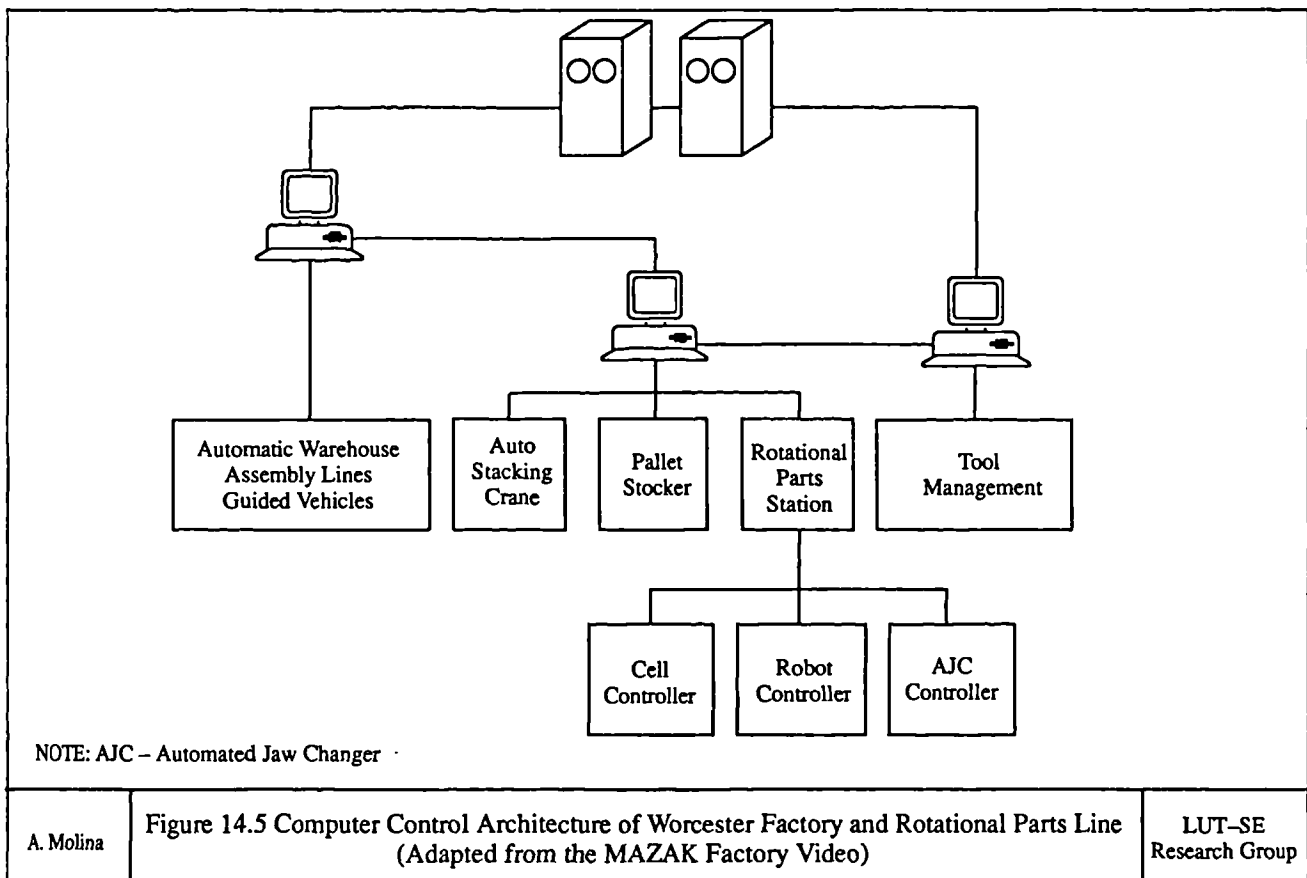 Automatic Warehouse
Assembly Lines
Guided Vehicles
Auto
Stacking
Crane
Pallet
Stocker
Rotational
Parts
Station
Tool
Management
Cell
Controller
Robot
Controller
AJC
Controller
NOTE: AJC – Automated Jaw Changer
A. Molina
Figure 14.5 Computer Control Architecture of Worcester Factory and Rotational Parts Line
(Adapted from the MAZAK Factory Video)
LUT–SE
Research Group